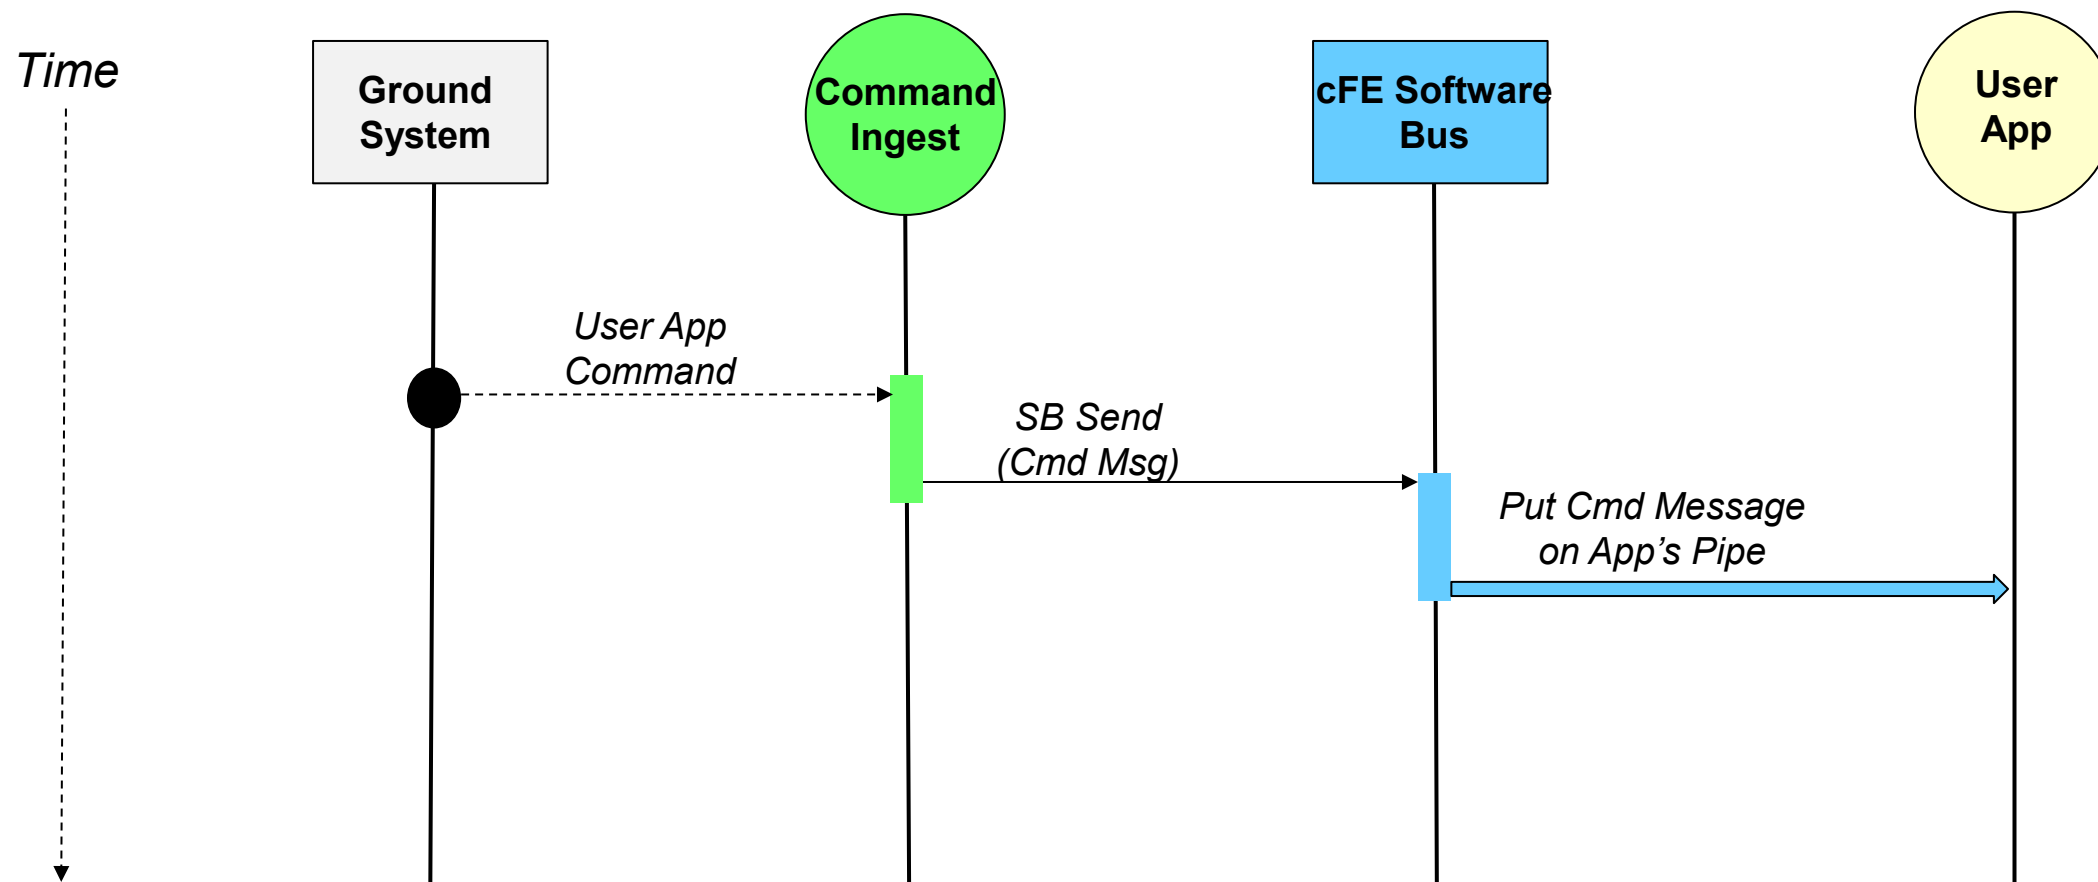 Time
Ground
System
Command
Ingest
cFE Software
Bus
User
App
User App
Command
SB Send
(Cmd Msg)
Put Cmd Message
on App’s Pipe